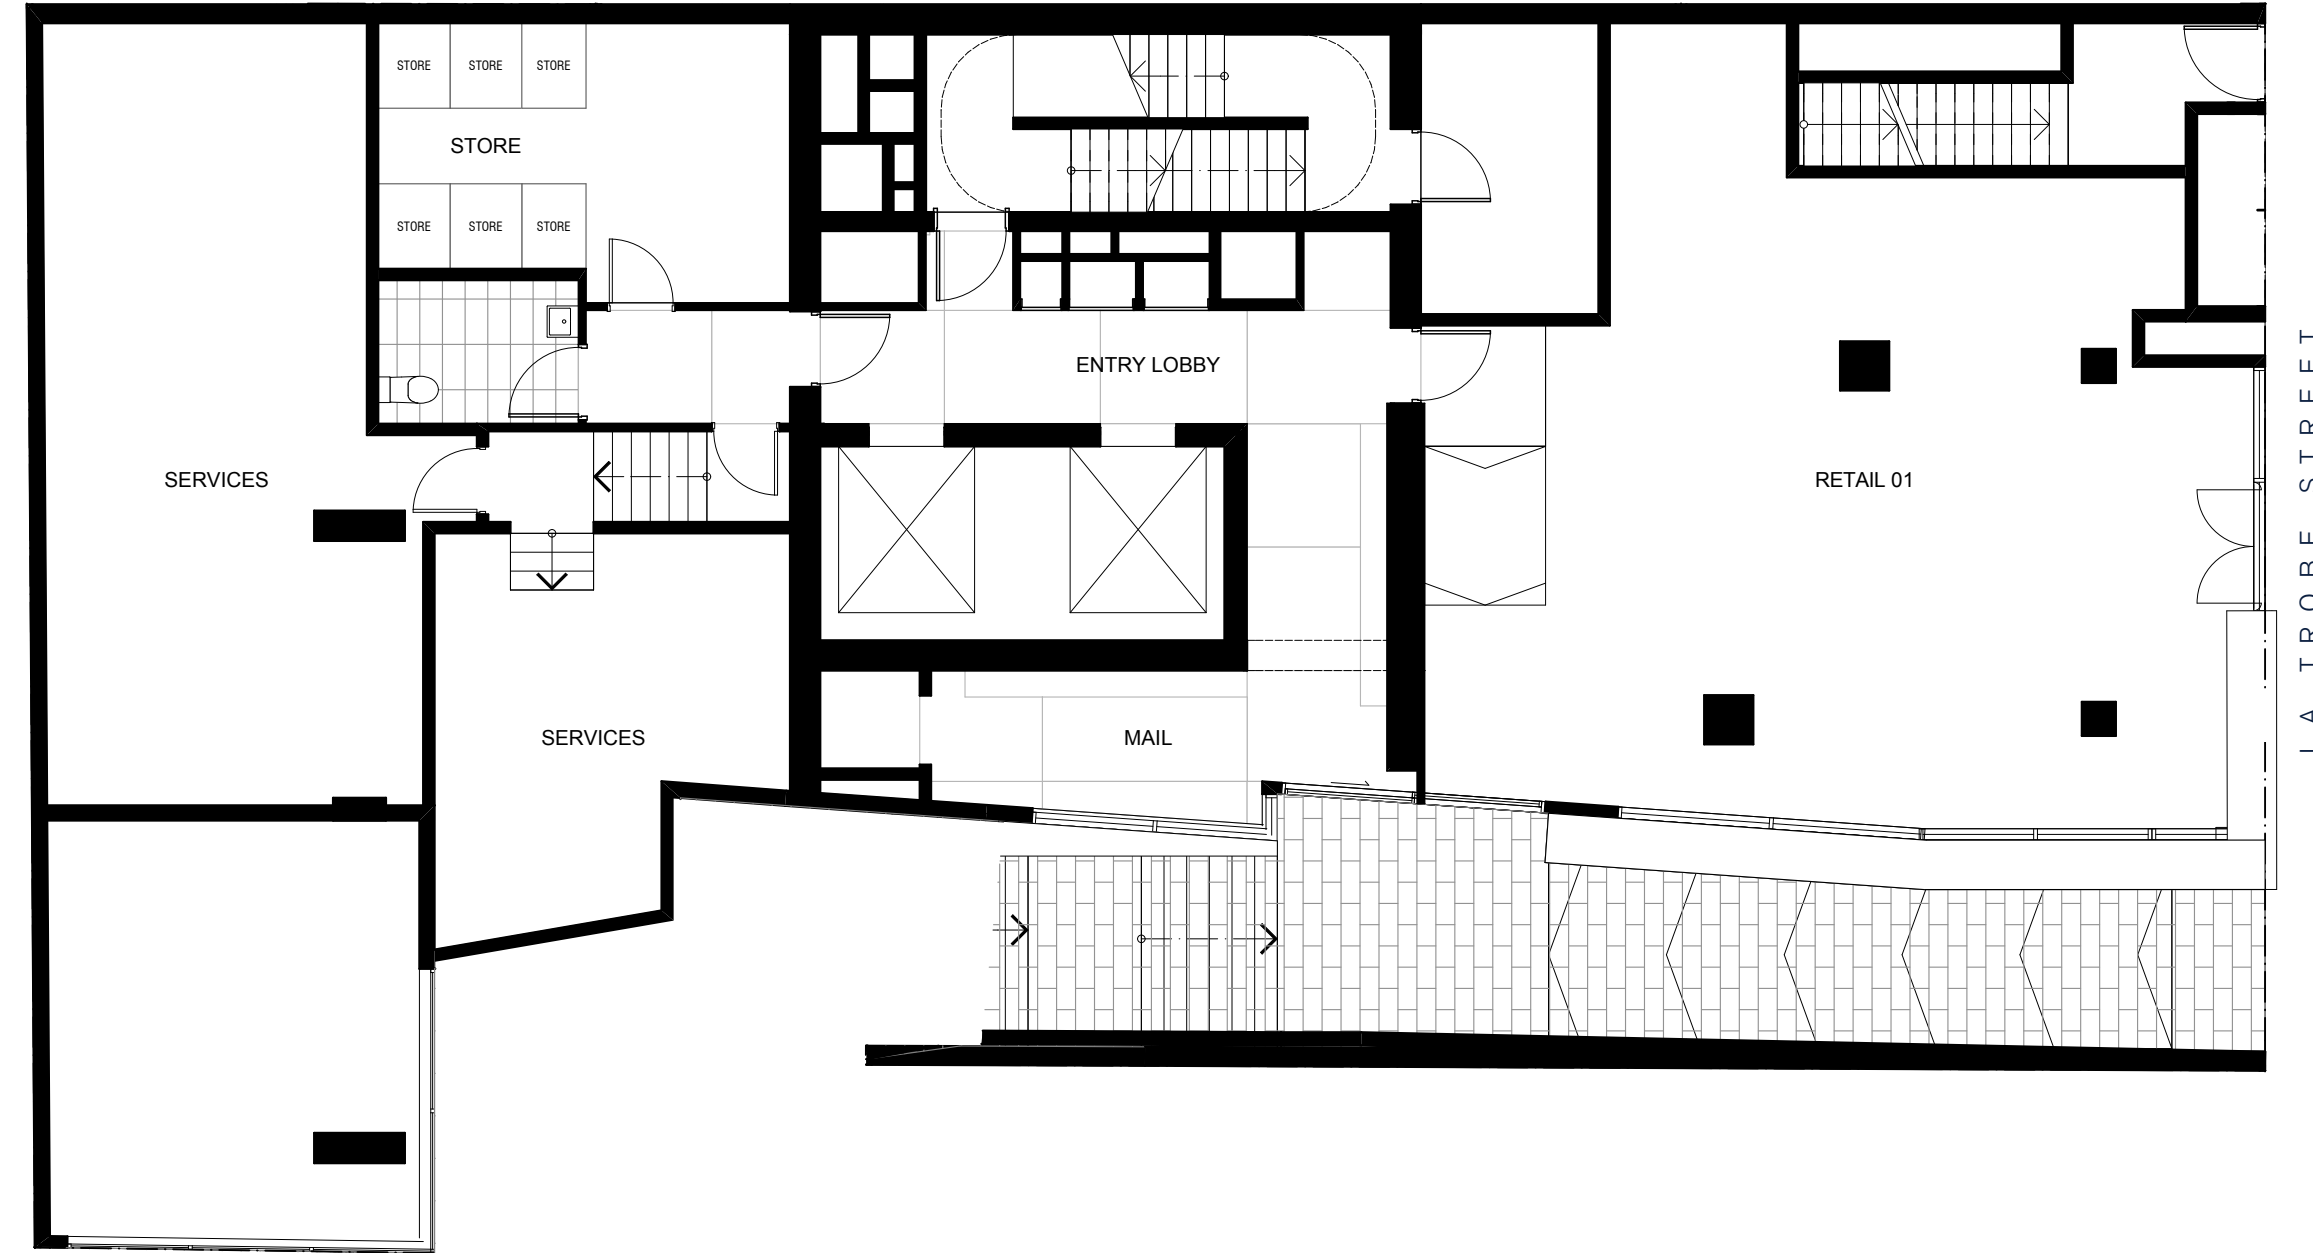 STORE STORE STORE
STORE
STORE STORE STORE
ENTRY LOBBY
SERVICES
RETAIL 01
SERVICES
MAIL
LA TROBE STREET